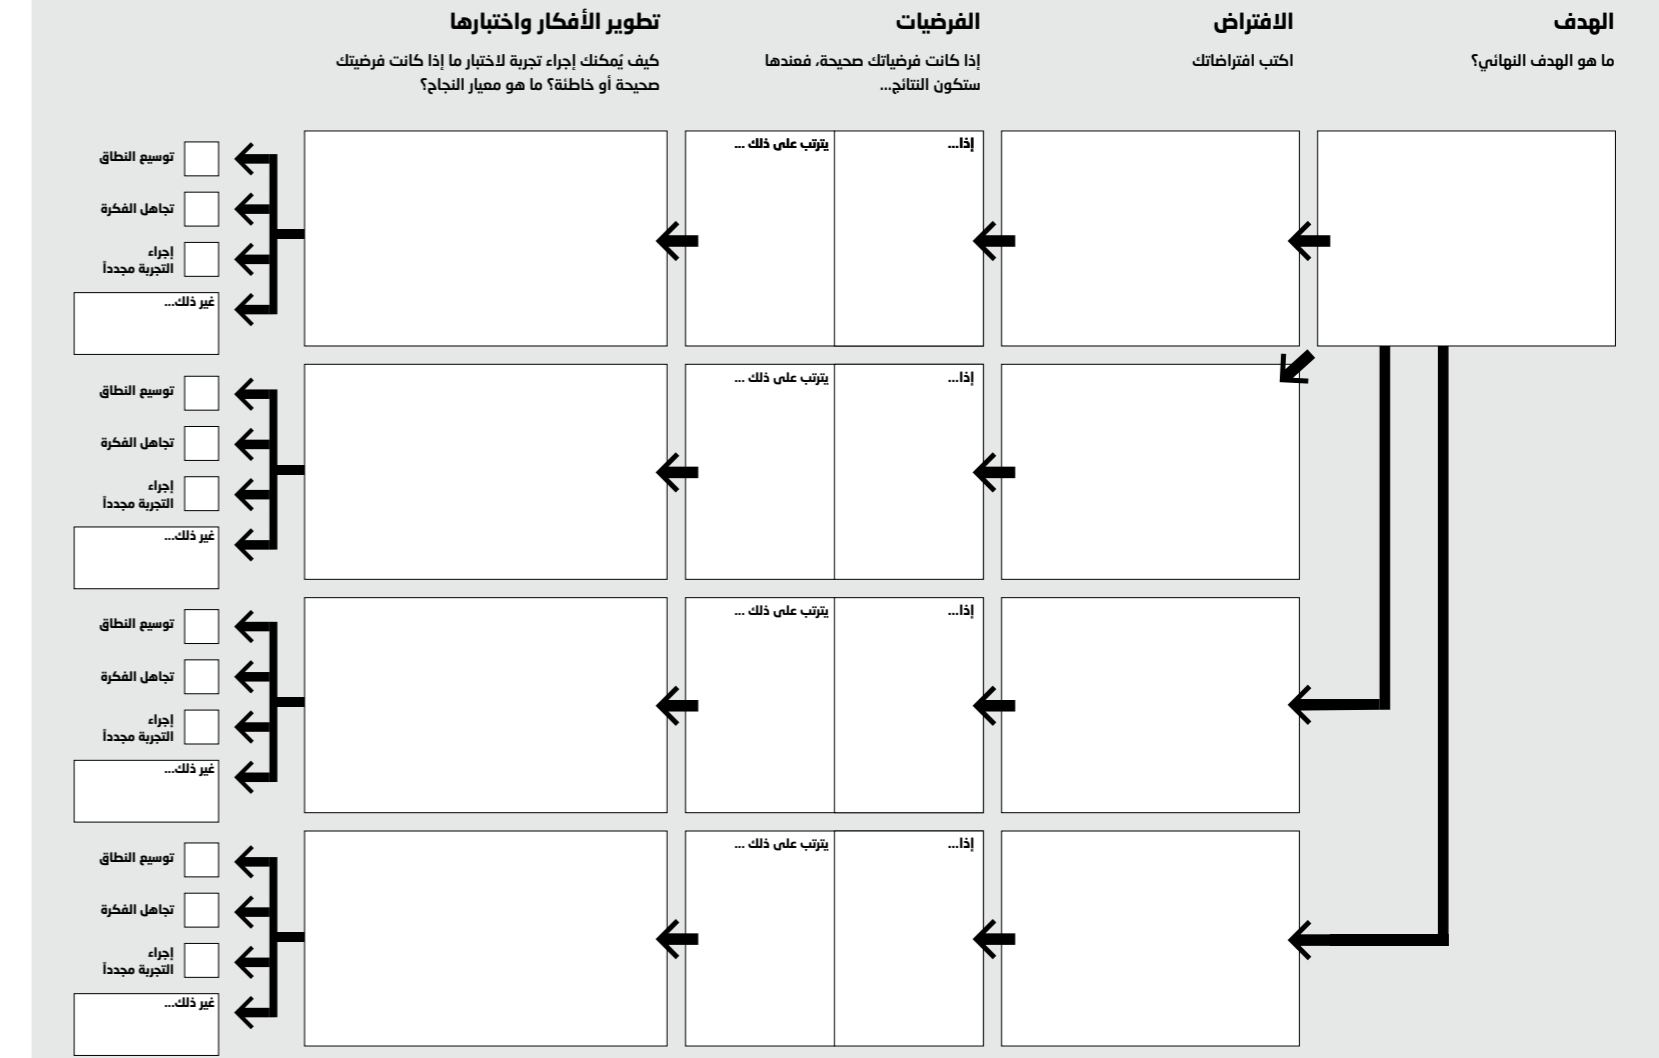 الهدف
ما هو الهدف النهائي؟
الافتراض
اكتب افتراضاتك
الفرضيات
إذا كانت فرضياتك صحيحة، فعندها
ستكون النتائج...
تطوير الأفكار واختبارها
كيف يُمكنك إجراء تجربة لاختبار ما إذا كانت فرضيتك
صحيحة أو خاطئة؟ ما هو معيار النجاح؟
إذا...
يترتب على ذلك ...
توسيع النطاق
تجاهل الفكرة
إجراء
التجربة مجدداً
غير ذلك...
إذا...
يترتب على ذلك ...
توسيع النطاق
تجاهل الفكرة
إجراء
التجربة مجدداً
غير ذلك...
إذا...
يترتب على ذلك ...
توسيع النطاق
تجاهل الفكرة
إجراء
التجربة مجدداً
غير ذلك...
إذا...
يترتب على ذلك ...
توسيع النطاق
تجاهل الفكرة
إجراء
التجربة مجدداً
غير ذلك...